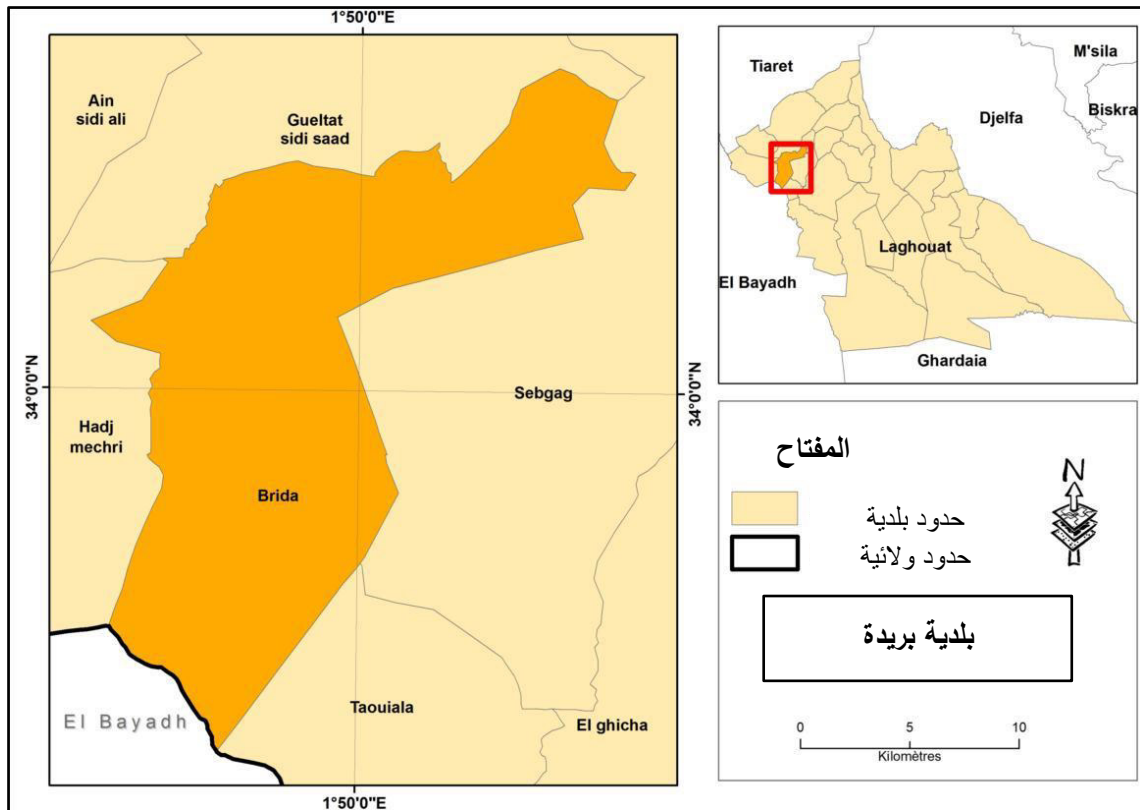 1°50'0"E
Ain
sidi ali
Gueltat
sidi saad
34°0'0"N
34°0'0"N
Hadj
mechri
Sebgag
Brida
El Bayadh
Taouiala
El ghicha
1°50'0"E
Tiaret
M'sila
Djelfa
Biskra
Laghouat
El Bayadh
Ghardaia
المفتاح
N
حدود بلدية
حدود ولائية
بلدية بريدة
0 5 10
Kilomètres